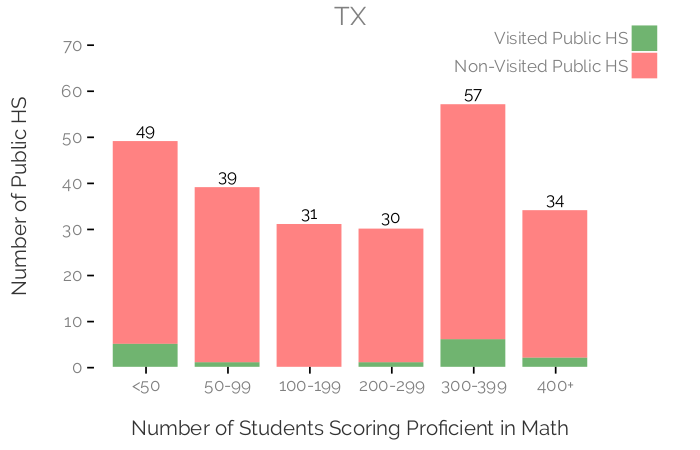 TX
Visited Public HS
Non-Visited Public HS
Number of Public HS
70
60
50
40
30
20
10
0
49
39
31
30
57
34
<50 50-99 100-199 200-299 300-399 400+
Number of Students Scoring Proficient in Math